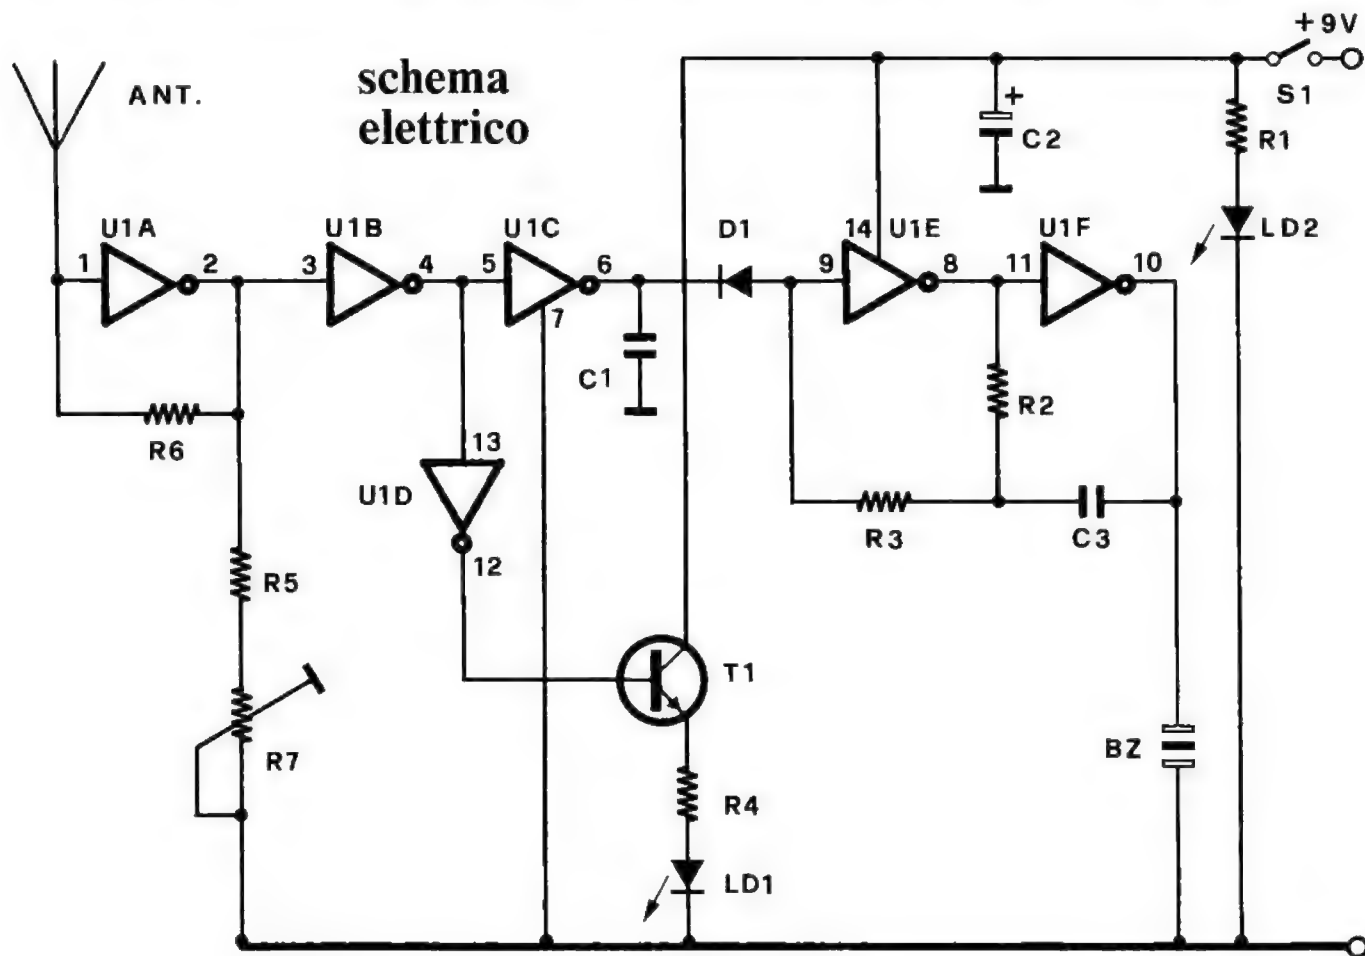 +9V
ANT.
schema
elettrico
S1
+
C2
R1
U1A
U1B
U1C
D1
14
U1E
U1F
LD2
1
2
3
4
5
6
9
8
11
10
7
C1
R2
R6
13
U1D
R3
C3
12
R5
T1
R7
BZ
R4
LD1